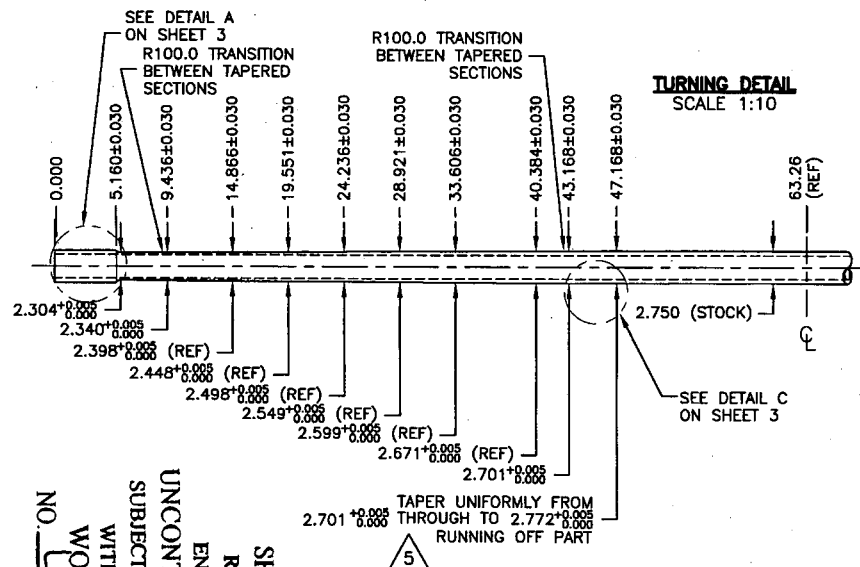 SEE DETAIL A
ON SHEET 3
R100.0 TRANSITION
BETWEEN TAPERED
SECTIONS
R100.0 TRANSITION
BETWEEN TAPERED
SECTIONS
TURNING DETAIL
SCALE 1:10
0.000
5.160±0.030
9.436±0.030
14.866±0.030
19.551±0.030
24.236±0.030
28.921±0.030
33.606±0.030
40.384±0.030
43.168±0.030
47.168±0.030
63.26
(REF)
2.304+0.005 0.000
2.340+0.005 0.000
2.398+0.005 0.000 (REF)
2.448+0.005 0.000 (REF)
2.498+0.005 0.000 (REF)
2.549+0.005 0.000 (REF)
2.599+0.005 0.000 (REF)
2.671+0.005 0.000 (REF)
2.701+0.005 0.000
2.750 (STOCK)
℄
SEE DETAIL C
ON SHEET 3
TAPER UNIFORMLY FROM
2.701 +0.005 0.000 THROUGH TO 2.772+0.005 0.000
RUNNING OFF PART
5
UNCONT
SUBJECT
WIT
WO
NO.